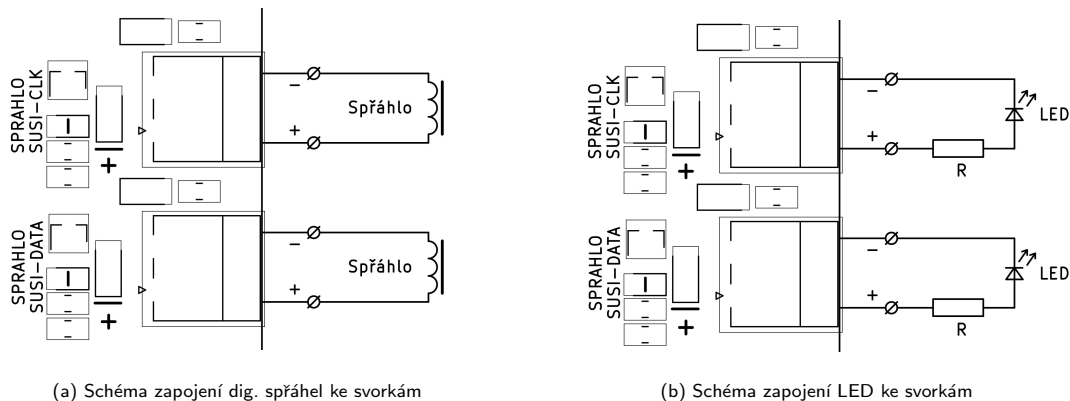 SPRAHLO
SUSI-CLK
+
−
+
Spřáhlo
SPRAHLO
SUSI-DATA
+
−
+
Spřáhlo
(a) Schéma zapojení dig. spřáhel ke svorkám
SPRAHLO
SUSI-CLK
+
−
+
LED
R
SPRAHLO
SUSI-DATA
+
−
+
LED
R
(b) Schéma zapojení LED ke svorkám